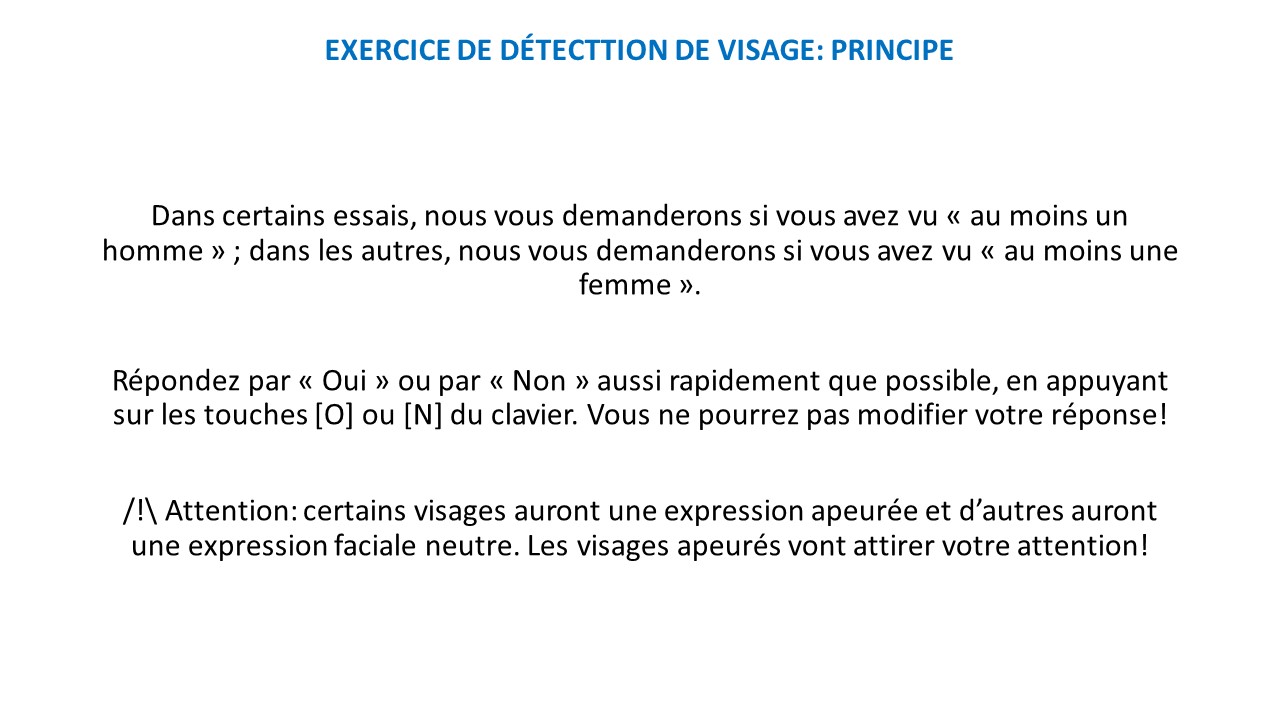 EXERCICE DE DÉTECTTION DE VISAGE: PRINCIPE
Dans certains essais, nous vous demanderons si vous avez vu « au moins un
homme » ; dans les autres, nous vous demanderons si vous avez vu « au moins une
femme ».
Répondez par « Oui » ou par « Non » aussi rapidement que possible, en appuyant
sur les touches [O] ou [N] du clavier. Vous ne pourrez pas modifier votre réponse!
/!\ Attention: certains visages auront une expression apeurée et d’autres auront
une expression faciale neutre. Les visages apeurés vont attirer votre attention!